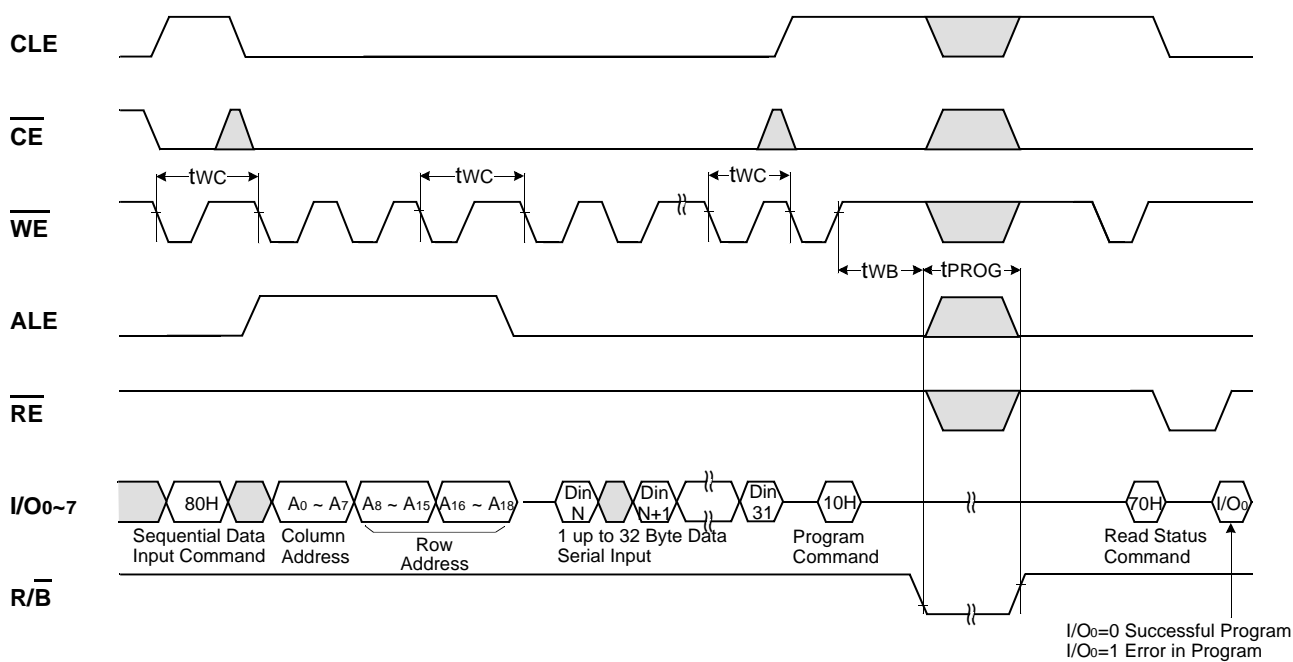 CLE
CE
tWC
tWC
tWC
WE
tWB
tPROG
ALE
RE
I/O0~7
80H
A0 ~ A7
A8 ~ A15
A16 ~ A18
Din
N
Din
N+1
Din
31
10H
70H
I/O0
Sequential Data
Input Command
Column
Address
Row
Address
1 up to 32 Byte Data
Serial Input
Program
Command
Read Status
Command
R/B
I/O0=0 Successful Program
I/O0=1 Error in Program